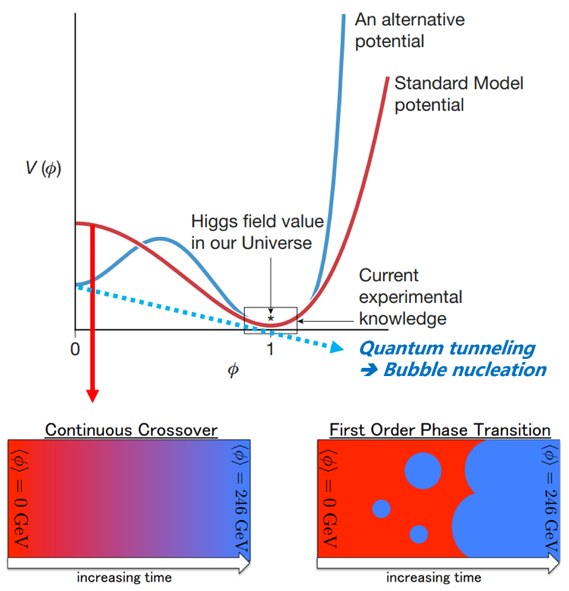 An alternative
potential
Standard Model
potential
V (ϕ)
Higgs field value
in our Universe
*
Current
experimental
knowledge
0
1
ϕ
Quantum tunneling
➔ Bubble nucleation
Continuous Crossover
⟨ϕ⟩ = 0 GeV
⟨ϕ⟩ = 246 GeV
increasing time
First Order Phase Transition
⟨ϕ⟩ = 0 GeV
⟨ϕ⟩ = 246 GeV
increasing time